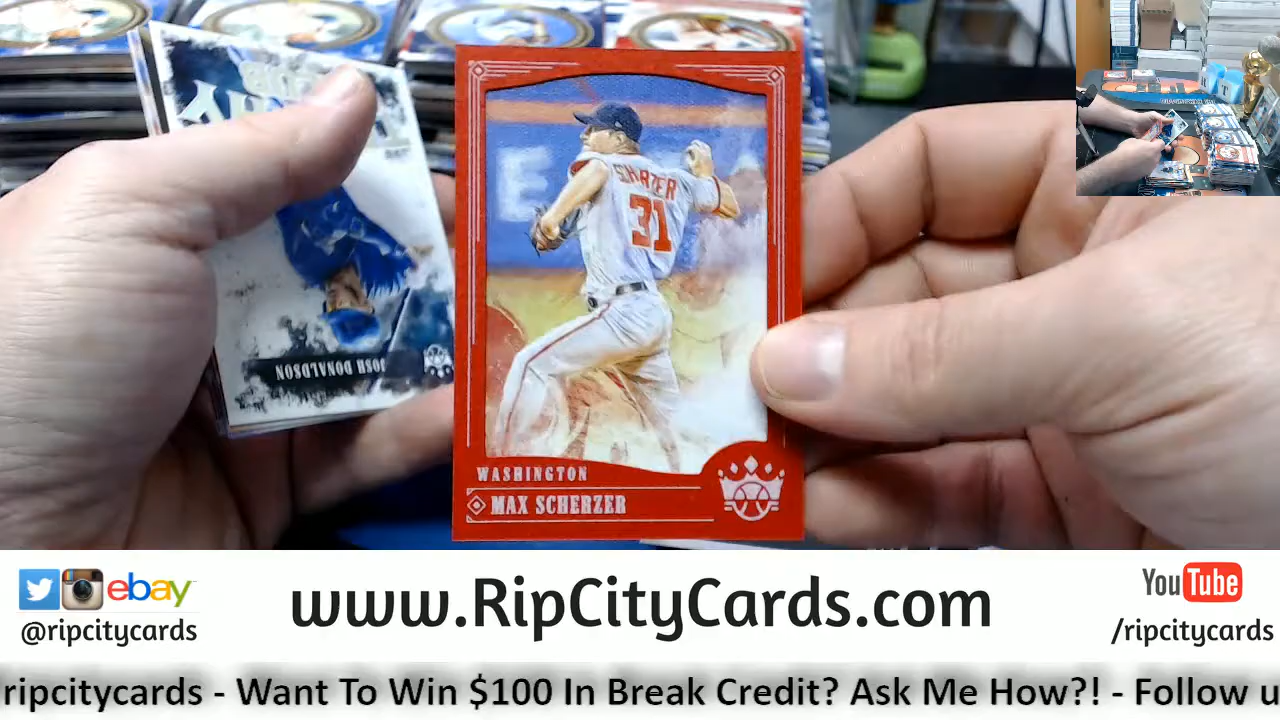 SCHERZER
31
WASHINGTON
MAX SCHERZER
JOSH DONALDSON
ebay
@ripcitycards
www.RipCityCards.com
YouTube
/ripcitycards
ripcitycards - Want To Win $100 In Break Credit? Ask Me How?! - Follow u